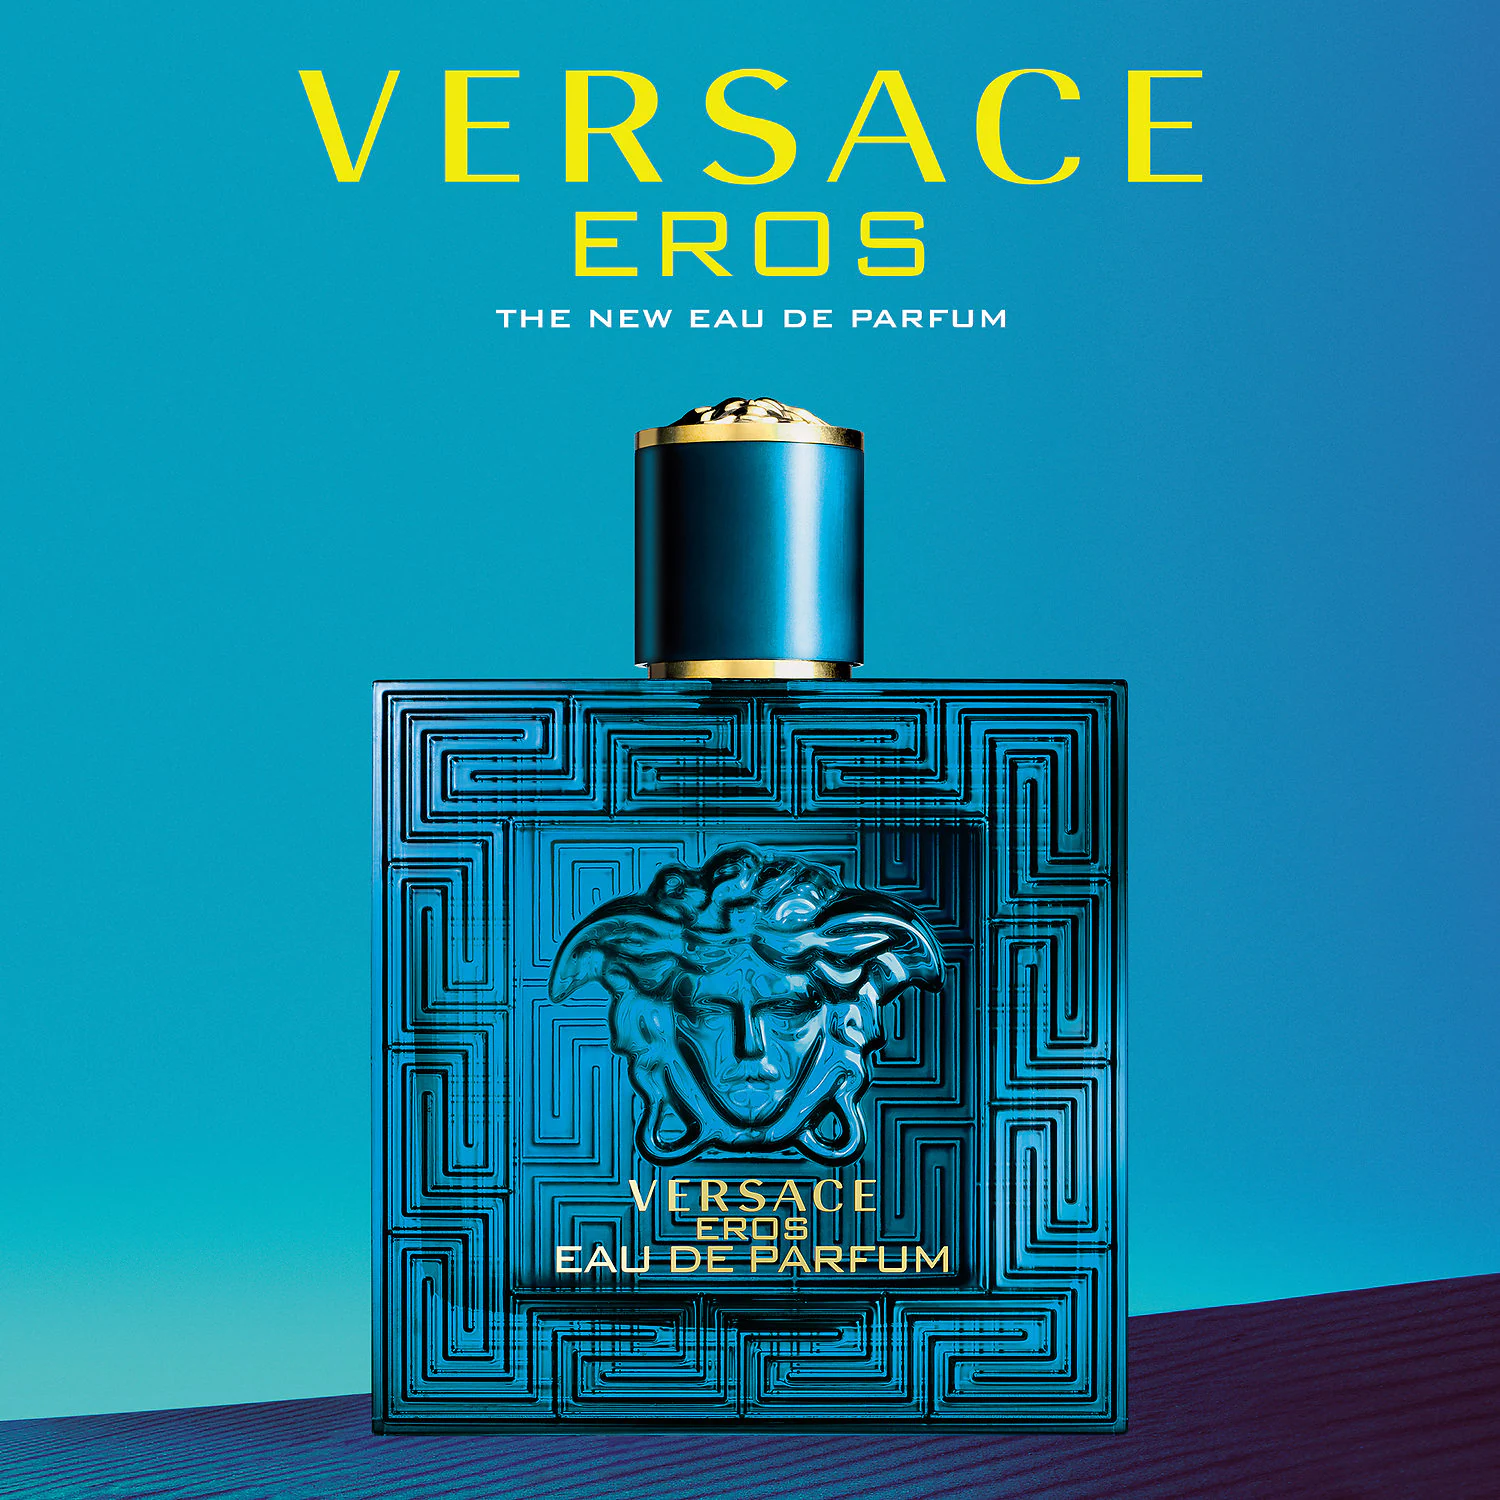 VERSACE
EROS
THE NEW EAU DE PARFUM
VERSACE
EROS
EAU DE PARFUM